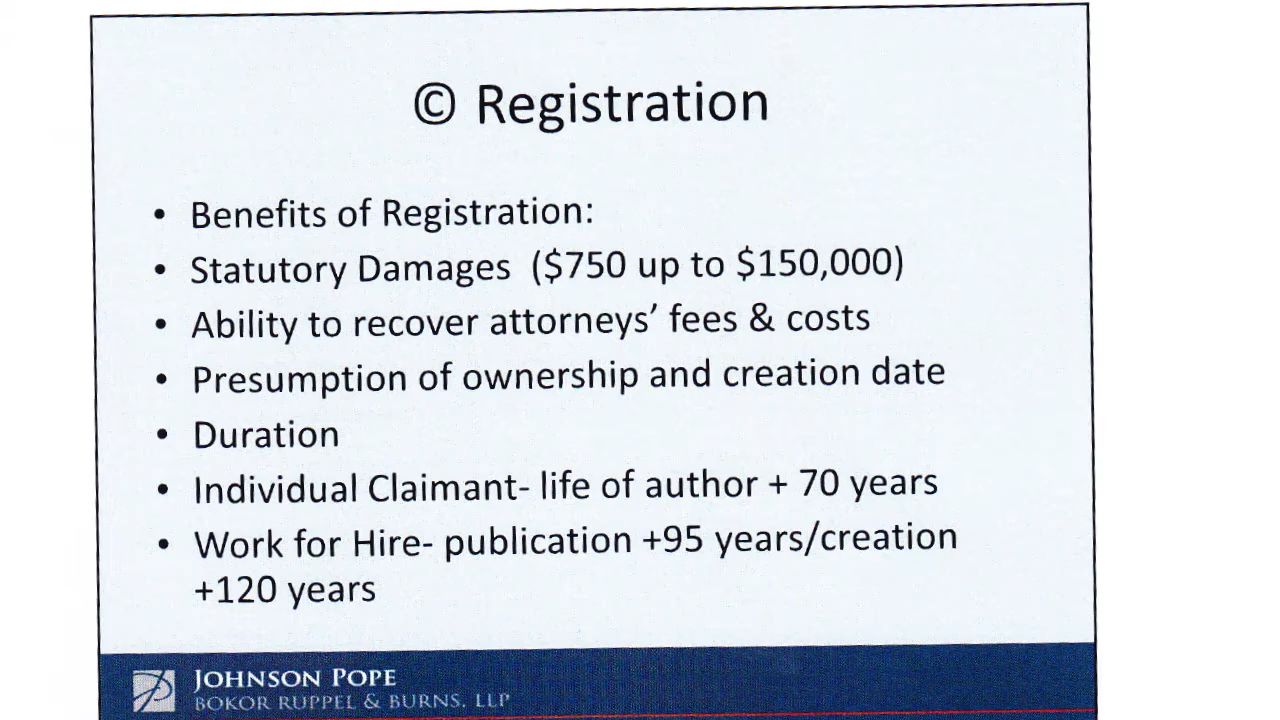 © Registration
• Benefits of Registration:
• Statutory Damages ($750 up to $150,000)
• Ability to recover attorneys’ fees & costs
• Presumption of ownership and creation date
• Duration
• Individual Claimant- life of author + 70 years
• Work for Hire- publication +95 years/creation
+120 years
JOHNSON POPE
BOKOR RUPPEL & BURNS, LLP